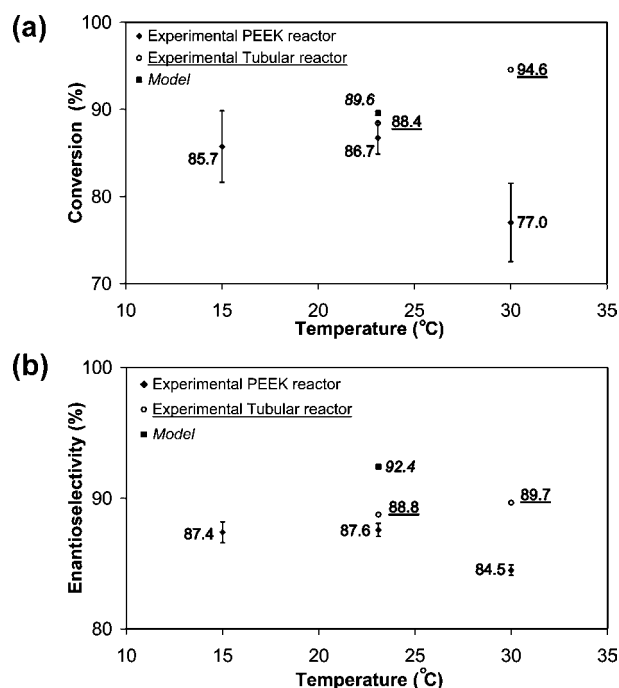 (a)
100
Experimental PEEK reactor
Experimental Tubular reactor
94.6
Model
89.6
90
88.4
85.7
86.7
Conversion (%)
80
77.0
70
10 15 20 25 30 35
Temperature (°C)
(b)
100
Experimental PEEK reactor
Experimental Tubular reactor
Model
92.4
Enantioselectivity (%)
90
88.8
89.7
87.4
87.6
84.5
80
10 15 20 25 30 35
Temperature (°C)